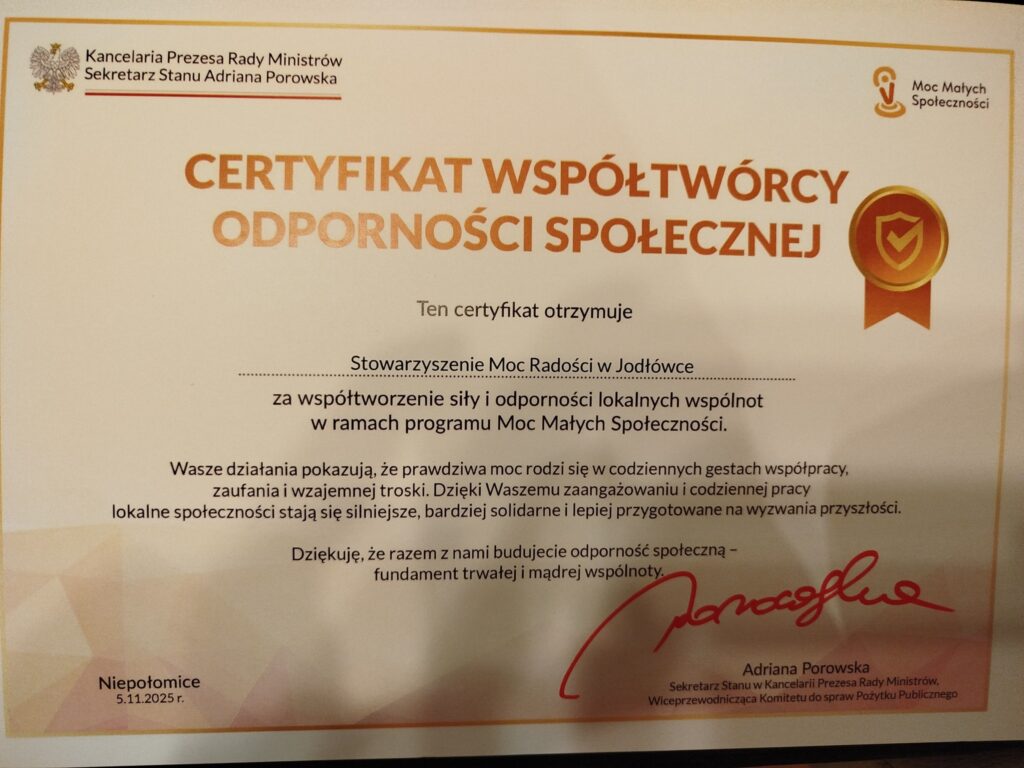 Kancelaria Prezesa Rady Ministrów
Sekretarz Stanu Adriana Porowska
Moc Małych
Społeczności
CERTYFIKAT WSPÓŁTWÓRCY
ODPORNOŚCI SPOŁECZNEJ
Ten certyfikat otrzymuje
Stowarzyszenie Moc Radości w Jodłówce
za współtworzenie siły i odporności lokalnych wspólnot
w ramach programu Moc Małych Społeczności.
Wasze działania pokazują, że prawdziwa moc rodzi się w codziennych gestach współpracy,
zaufania i wzajemnej troski. Dzięki Waszemu zaangażowaniu i codziennej pracy
lokalne społeczności stają się silniejsze, bardziej solidarne i lepiej przygotowane na wyzwania przyszłości.
Dziękuję, że razem z nami budujecie odporność społeczną –
fundament trwałej i mądrej wspólnoty.
Porowska
Adriana Porowska
Sekretarz Stanu w Kancelarii Prezesa Rady Ministrów,
Wiceprzewodnicząca Komitetu do spraw Pożytku Publicznego
Niepołomice
5.11.2025 r.